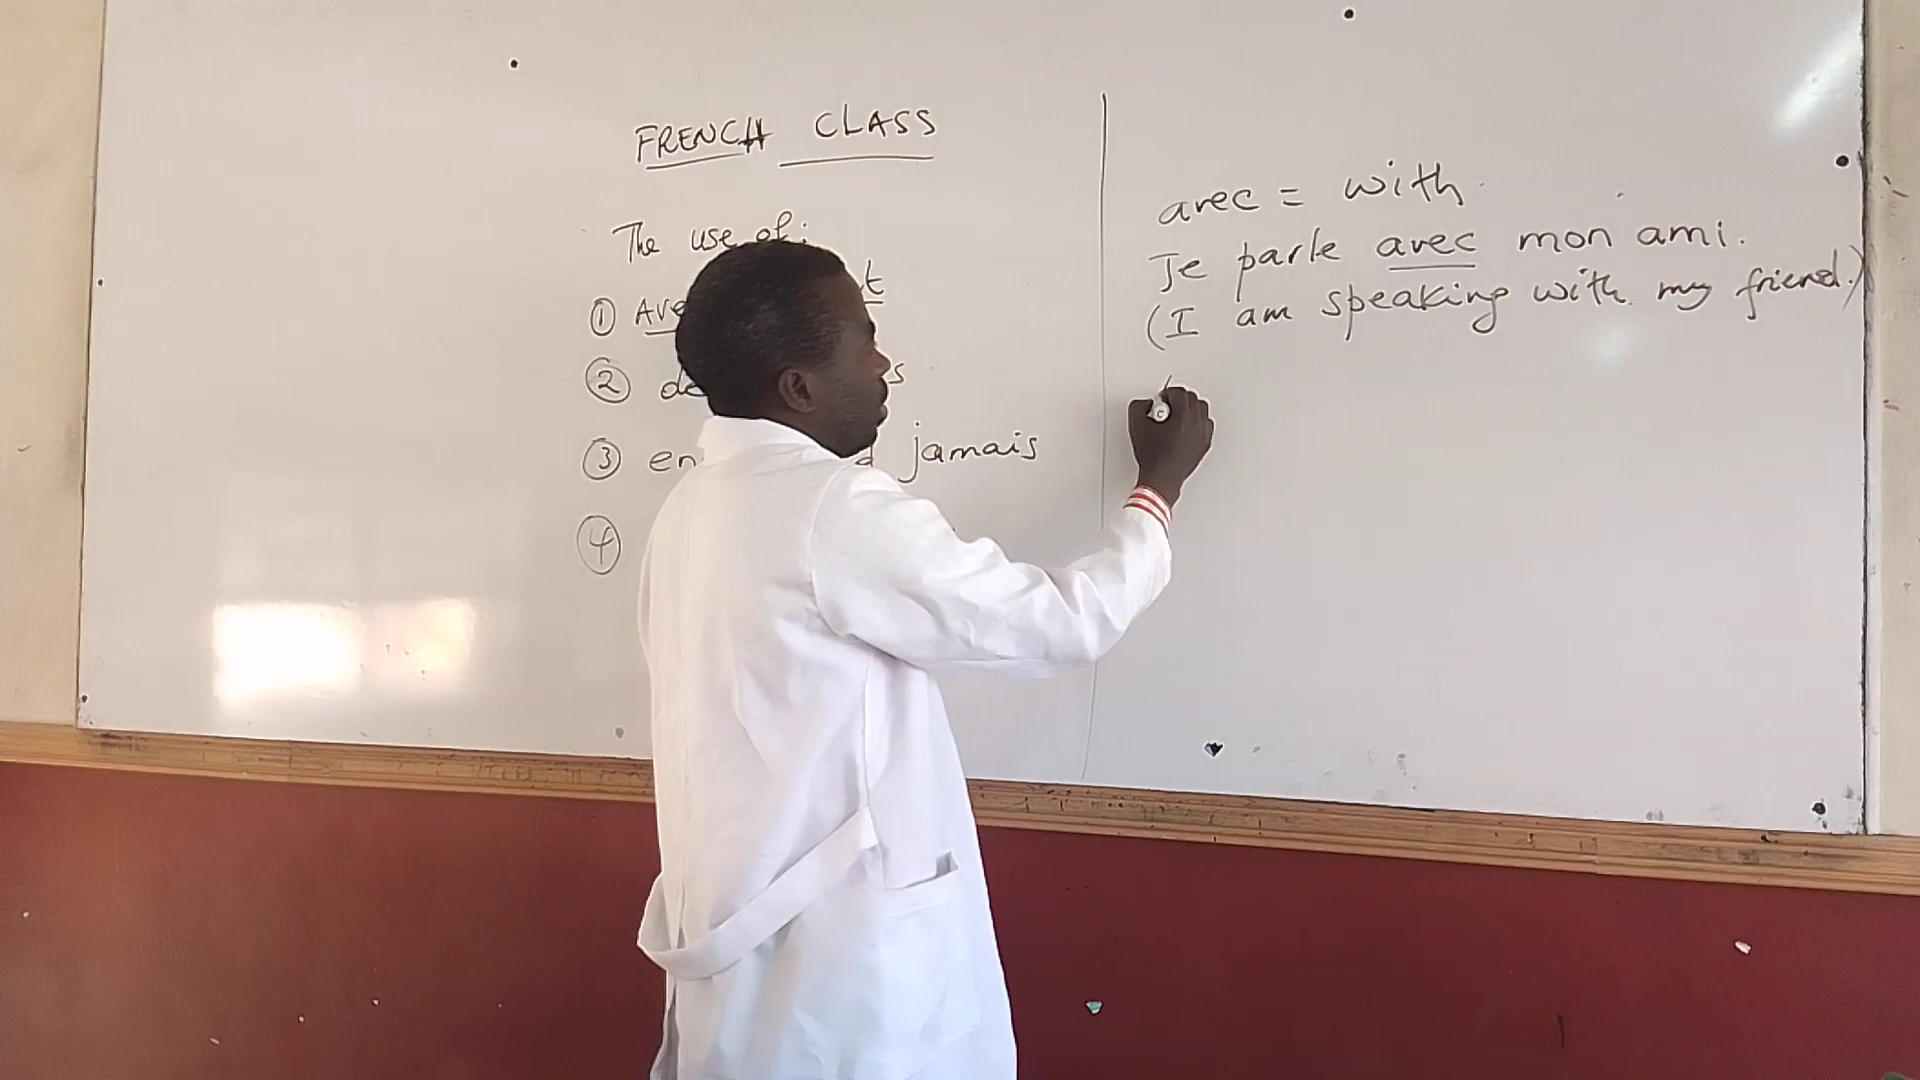 FRENCH CLASS
The use of:
①
②
③ jamais
④
avec = with
Je parle avec mon ami.
(I am speaking with my friend.)